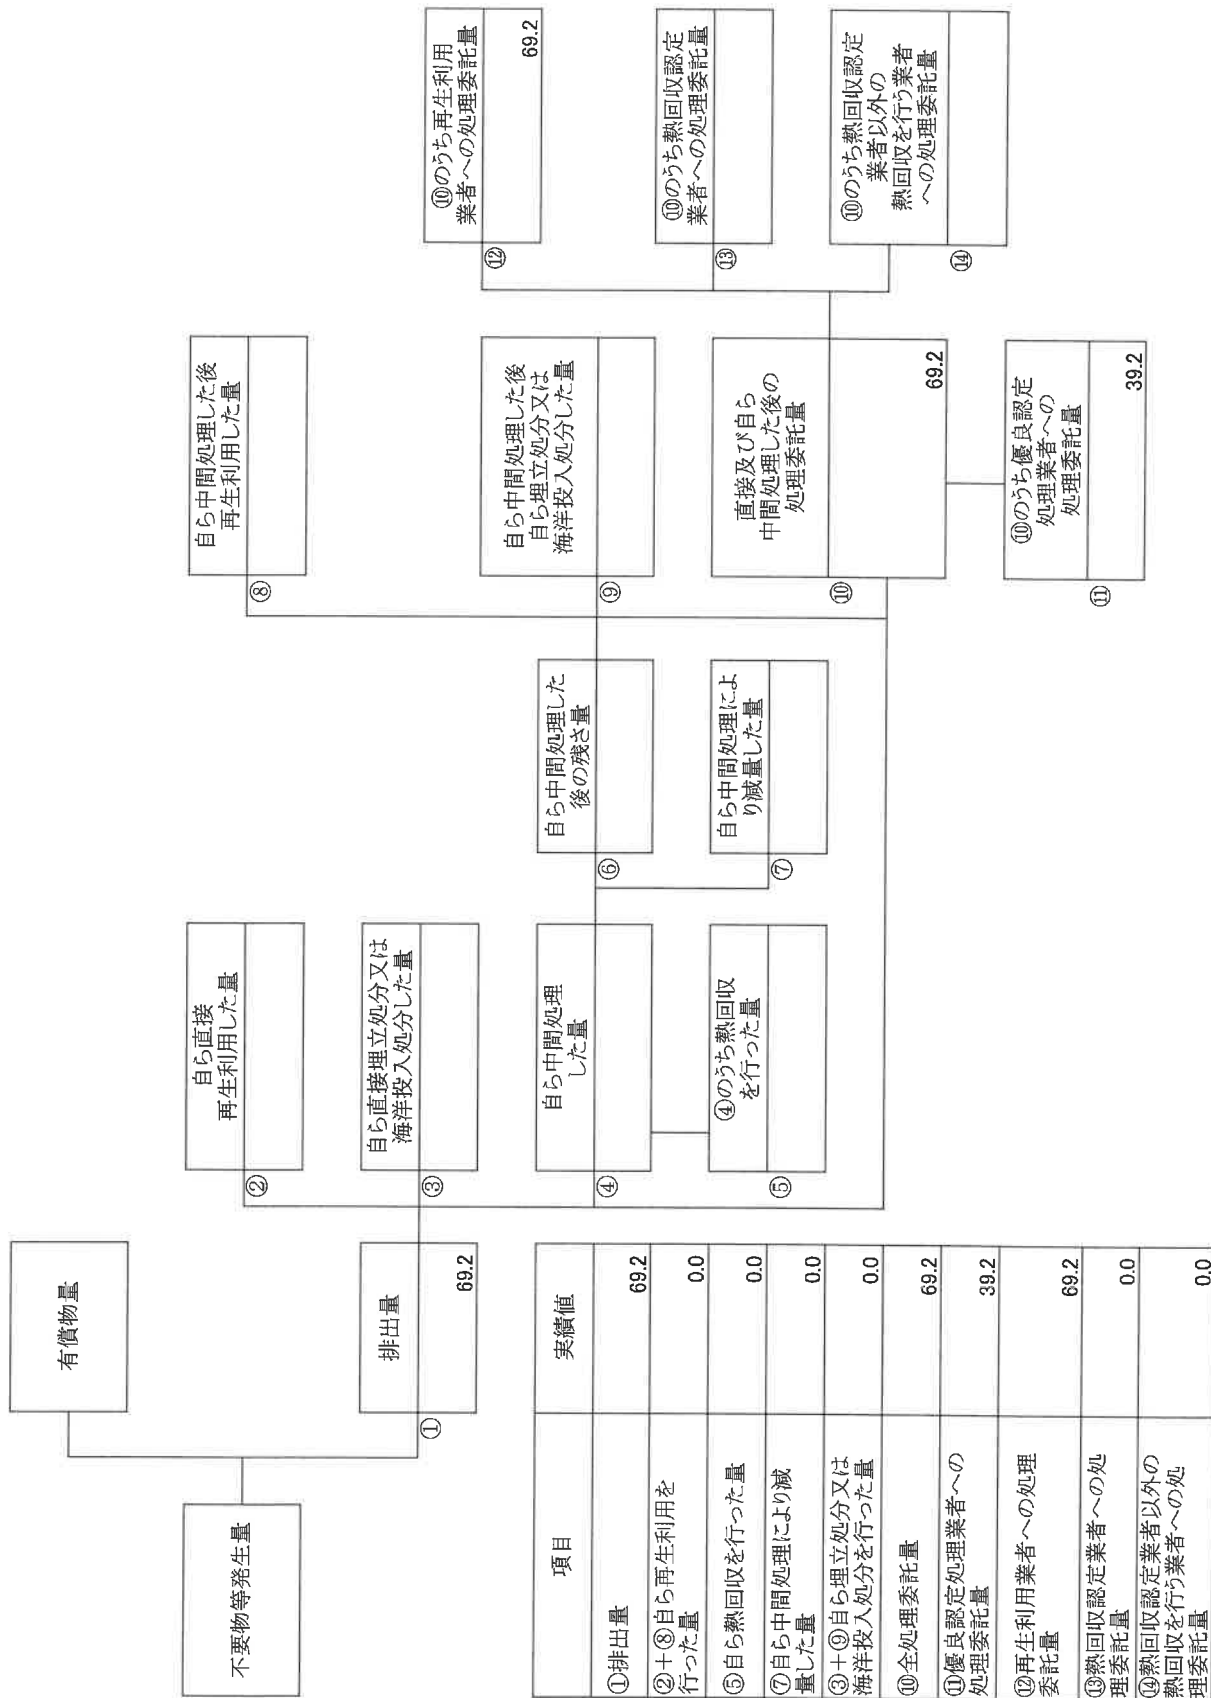 不要物等発生量
有償物量
①
排出量
69.2
②
自ら直接
再生利用した量
③
自ら直接埋立処分又は
海洋投入処分した量
④
自ら中間処理
した量
⑤
④のうち熱回収
を行った量
⑥
自ら中間処理した
後の残さ量
⑦
自ら中間処理によ
り減量した量
⑧
自ら中間処理した後
再生利用した量
⑨
自ら中間処理した後
自ら埋立処分又は
海洋投入処分した量
⑩
直接及び自ら
中間処理した後の
処理委託量
69.2
⑪
⑩のうち優良認定
処理業者への
処理委託量
39.2
⑫
⑩のうち再生利用
業者への処理委託量
69.2
⑬
⑩のうち熱回収認定
業者への処理委託量
⑭
⑩のうち熱回収認定
業者以外の
熱回収を行う業者
への処理委託量
項目 実績値
①排出量 69.2
②+⑧自ら再生利用を
行った量 0.0
⑤自ら熱回収を行った量 0.0
⑦自ら中間処理により減
量した量 0.0
③+⑨自ら埋立処分又は
海洋投入処分を行った量 0.0
⑩全処理委託量 69.2
⑪優良認定処理業者への
処理委託量 39.2
⑫再生利用業者への処理
委託量 69.2
⑬熱回収認定業者への処
理委託量 0.0
⑭熱回収認定業者以外の
熱回収を行う業者への処
理委託量 0.0